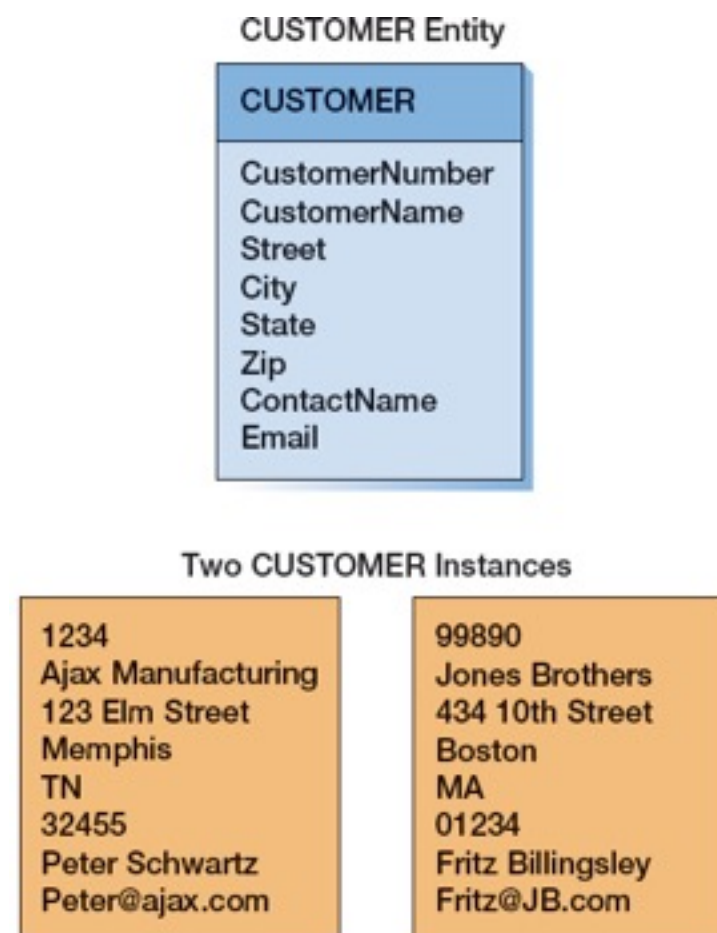 CUSTOMER Entity
CUSTOMER
CustomerNumber
CustomerName
Street
City
State
Zip
ContactName
Email
Two CUSTOMER Instances
1234
Ajax Manufacturing
123 Elm Street
Memphis
TN
32455
Peter Schwartz
Peter@ajax.com
99890
Jones Brothers
434 10th Street
Boston
MA
01234
Fritz Billingsley
Fritz@JB.com